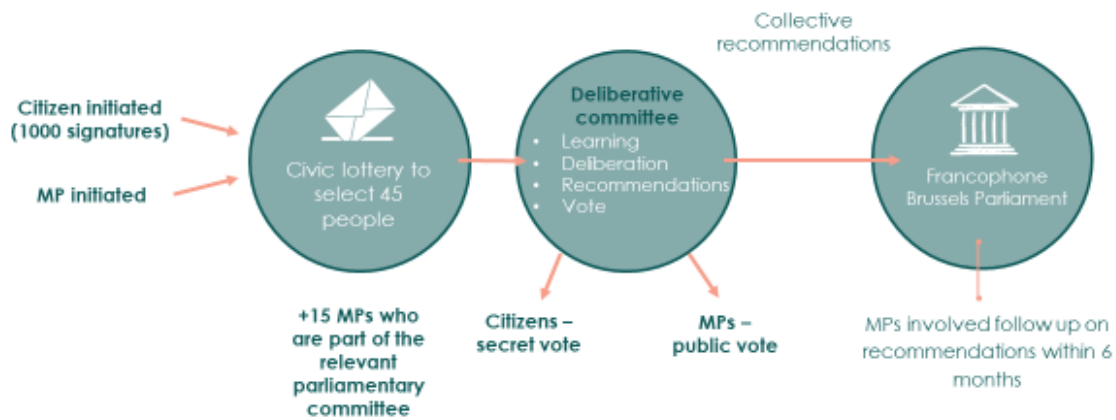 Citizen initiated
(1000 signatures)
MP initiated
Civic lottery to
select 45
people
+15 MPs who
are part of the
relevant
parliamentary
committee
Deliberative
committee
• Learning
• Deliberation
• Recommendations
• Vote
Citizens –
secret vote
MPs –
public vote
Collective
recommendations
Francophone
Brussels Parliament
MPs involved follow up on
recommendations within 6
months